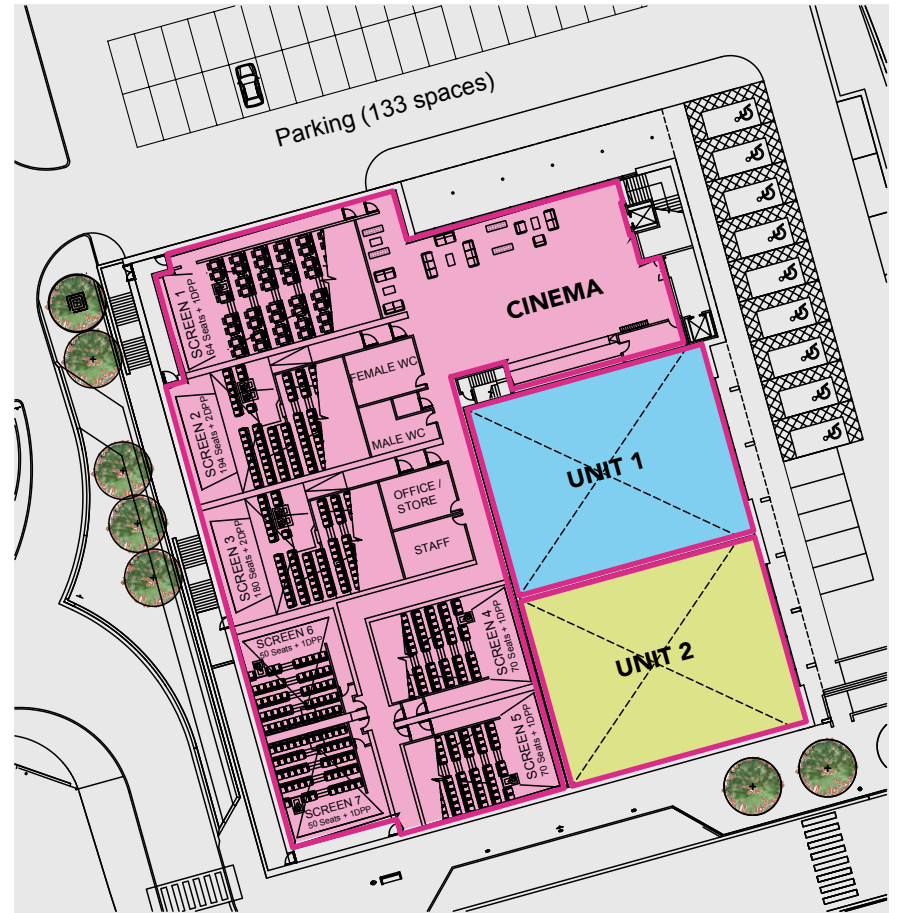 Parking (133 spaces)
CINEMA
SCREEN 1
64 Seats + 1DPP
FEMALE WC
SCREEN 2
194 Seats + 2DPP
MALE WC
UNIT 1
OFFICE /
STORE
SCREEN 3
180 Seats + 2DPP
STAFF
SCREEN 4
70 Seats + 1DPP
SCREEN 6
50 Seats + 1DPP
UNIT 2
SCREEN 5
70 Seats + 1DPP
SCREEN 7
50 Seats + 1DPP